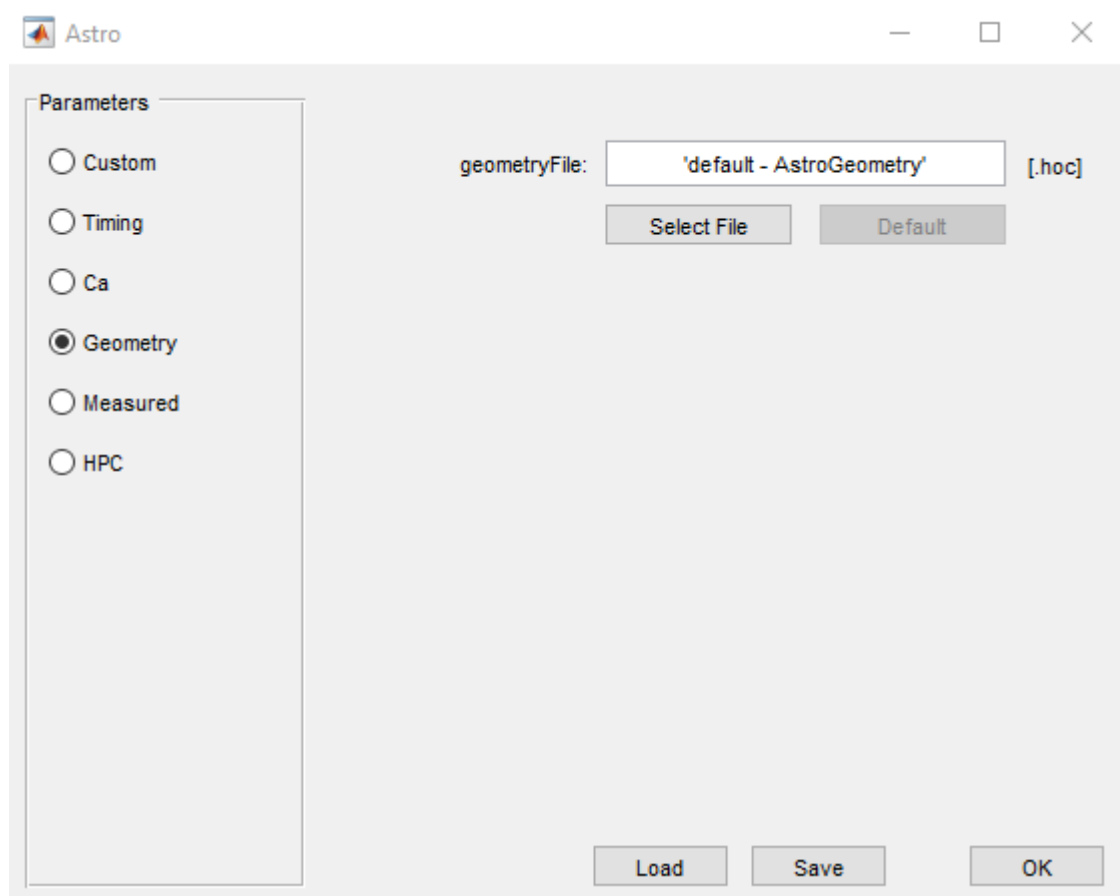 Astro
Parameters
Custom
Timing
Ca
Geometry
Measured
HPC
geometryFile: 'default - AstroGeometry' [.hoc]
Select File Default
Load Save OK